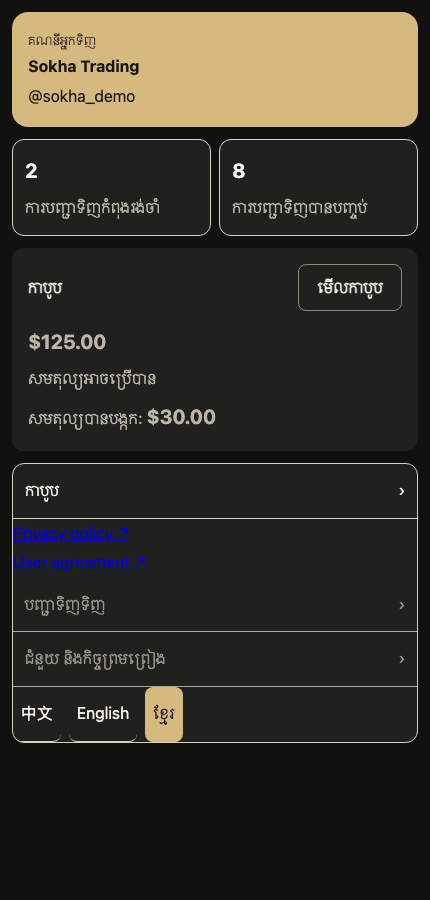 គណនីអ្នកទិញ
Sokha Trading
@sokha_demo
2
ការបញ្ជាទិញកំពុងរង់ចាំ
8
ការបញ្ជាទិញបានបញ្ចប់
កាបូប
មើលកាបូប
$125.00
សមតុល្យអាចប្រើបាន
សមតុល្យបានបង្កក: $30.00
កាបូប ›
Privacy policy ↗
User agreement ↗
បញ្ជាទិញទិញ ›
ជំនួយ និងកិច្ចព្រមព្រៀង ›
中文 English ខ្មែរ